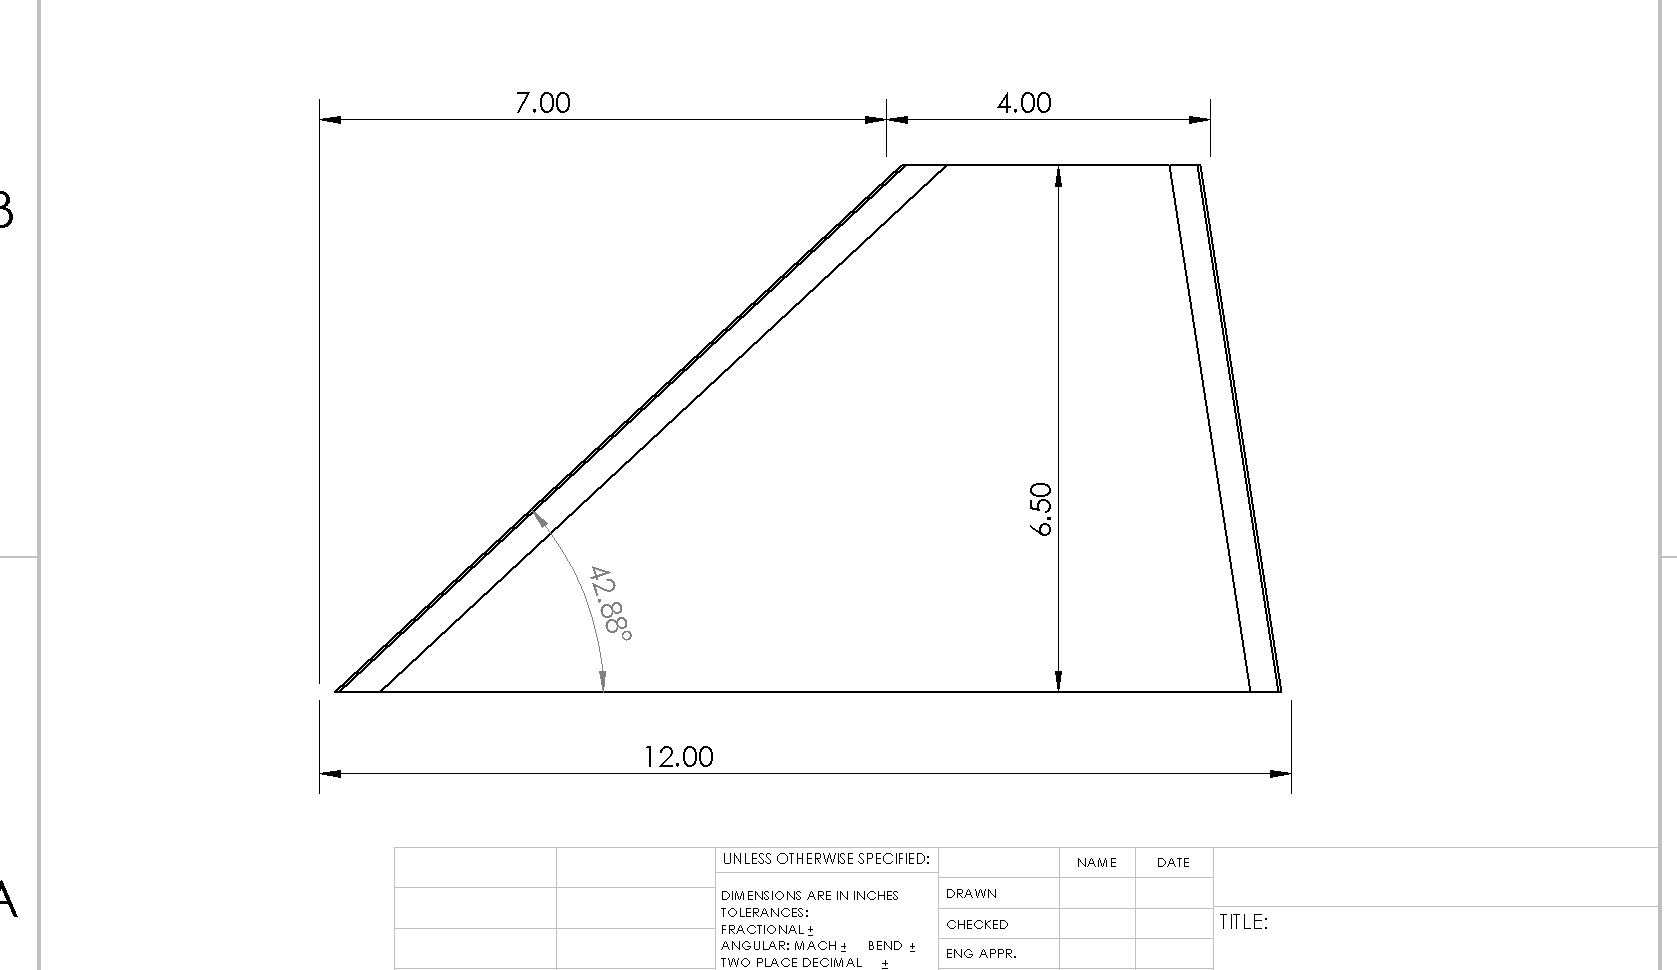 7.00
4.00
B
6.50
42.88°
12.00
A
UNLESS OTHERWISE SPECIFIED:
DIMENSIONS ARE IN INCHES
TOLERANCES:
FRACTIONAL ±
ANGULAR: MACH ± BEND ±
TWO PLACE DECIMAL ±
NAME DATE
DRAWN
CHECKED
ENG APPR.
TITLE: